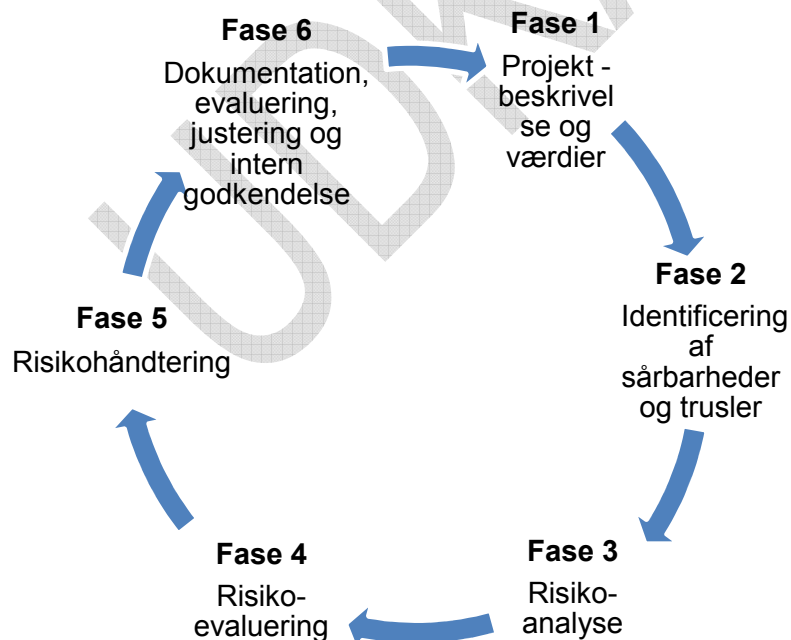 Fase 1
Projekt -
beskrivel
se og
værdier
Fase 2
Identificering
af
sårbarheder
og trusler
Fase 3
Risiko-
analyse
Fase 4
Risiko-
evaluering
Fase 5
Risikohåndtering
Fase 6
Dokumentation,
evaluering,
justering og
intern
godkendelse